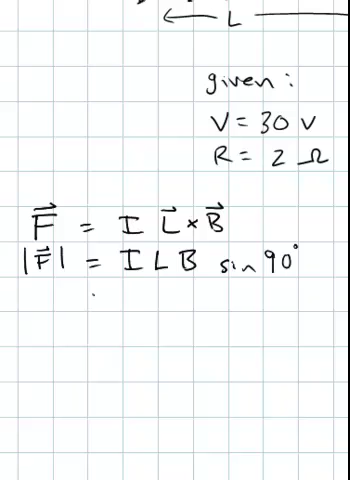 ← L
given:
V = 30 V
R = 2 Ω
F⃗ = I L⃗ × B⃗
|F⃗| = I L B sin 90°